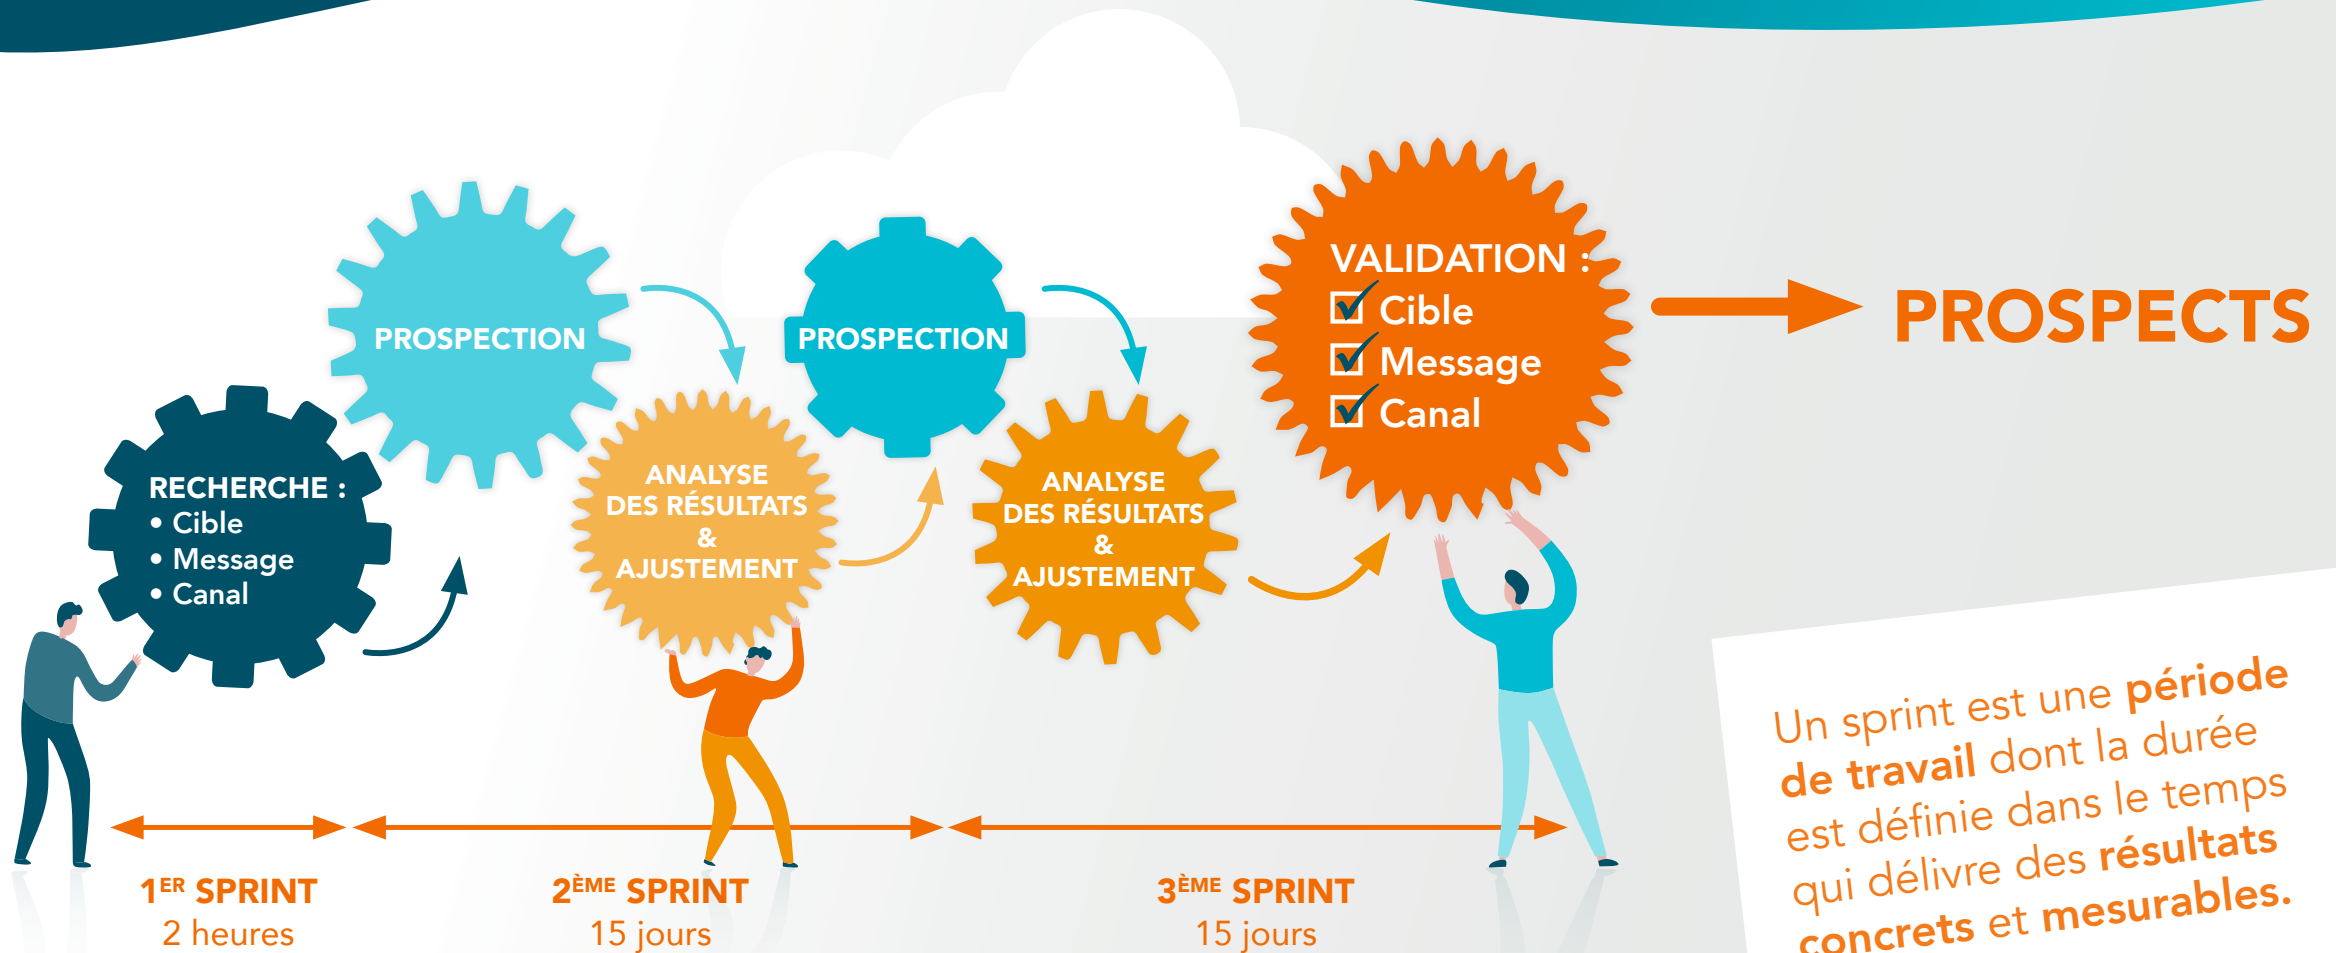 RECHERCHE :
• Cible
• Message
• Canal
PROSPECTION
ANALYSE
DES RÉSULTATS
&
AJUSTEMENT
PROSPECTION
ANALYSE
DES RÉSULTATS
&
AJUSTEMENT
VALIDATION :
Cible
Message
Canal
PROSPECTS
1ER SPRINT
2 heures
2ÈME SPRINT
15 jours
3ÈME SPRINT
15 jours
Un sprint est une période
de travail dont la durée
est définie dans le temps
qui délivre des résultats
concrets et mesurables.